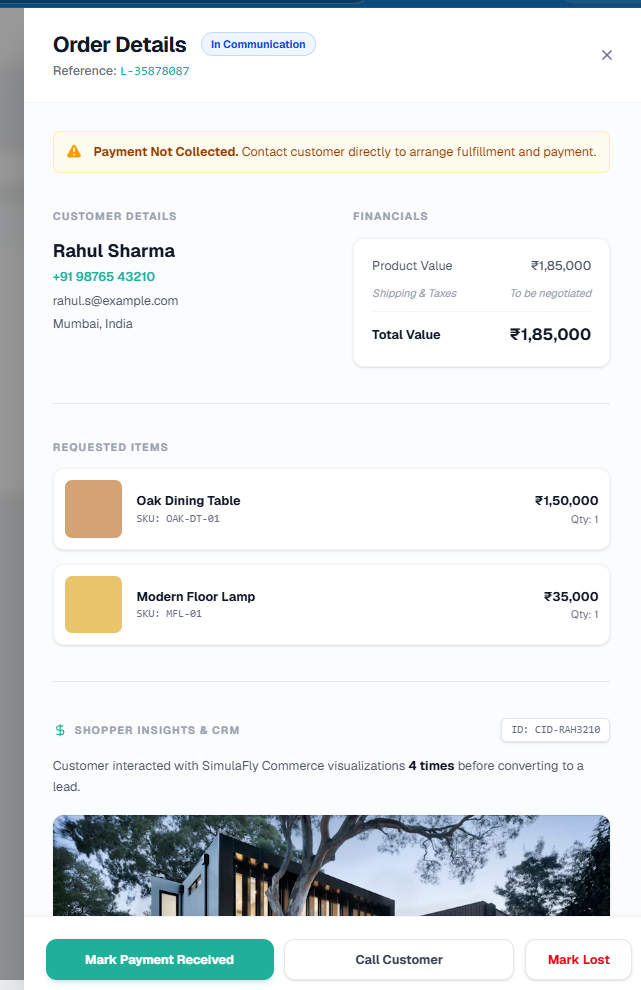 Order Details
In Communication
Reference: L-35878087
Payment Not Collected. Contact customer directly to arrange fulfillment and payment.
CUSTOMER DETAILS
Rahul Sharma
+91 98765 43210
rahul.s@example.com
Mumbai, India
FINANCIALS
Product Value ₹1,85,000
Shipping & Taxes To be negotiated
Total Value ₹1,85,000
REQUESTED ITEMS
Oak Dining Table ₹1,50,000
SKU: OAK-DT-01 Qty: 1
Modern Floor Lamp ₹35,000
SKU: MFL-01 Qty: 1
SHOPPER INSIGHTS & CRM ID: CID-RAH3210
Customer interacted with SimulaFly Commerce visualizations 4 times before converting to a
lead.
Mark Payment Received Call Customer Mark Lost